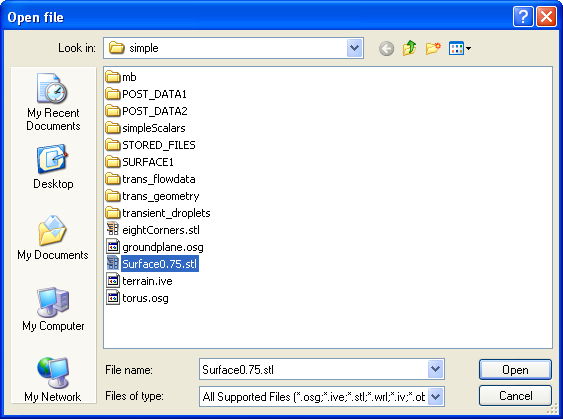 Open file
Look in:
simple
My Recent
Documents
Desktop
My Documents
My Computer
My Network
mb
POST_DATA1
POST_DATA2
simpleScalars
STORED_FILES
SURFACE1
trans_flowdata
trans_geometry
transient_droplets
eightCorners.stl
groundplane.osg
Surface0.75.stl
terrain.ive
torus.osg
File name:
Surface0.75.stl
Open
Files of type:
All Supported Files (*.osg;*.ive;*.stl;*.wrl;*.iv;*.ob
Cancel